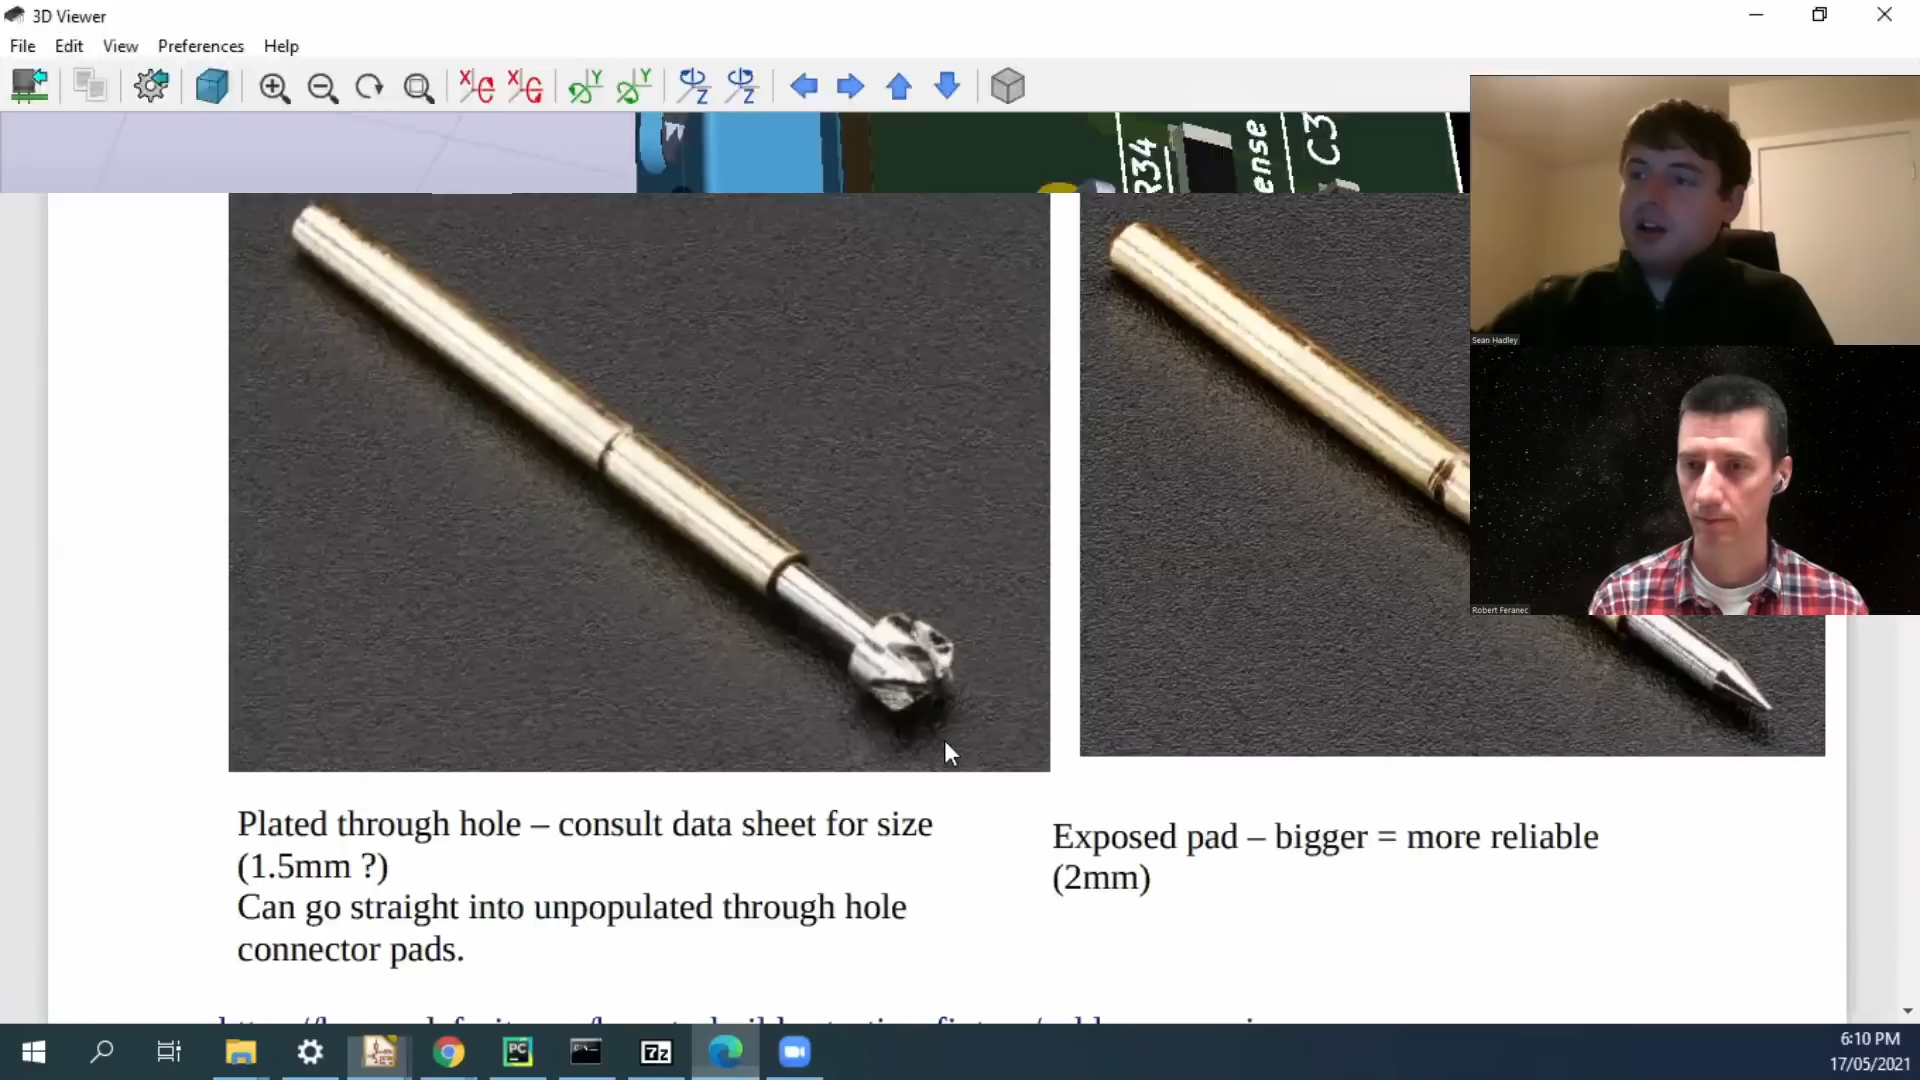 3D Viewer
File Edit View Preferences Help
R34
ense
C3
Sean Hadley
Robert Feranec
Plated through hole – consult data sheet for size
(1.5mm ?)
Can go straight into unpopulated through hole
connector pads.
Exposed pad – bigger = more reliable
(2mm)
6:10 PM
17/05/2021